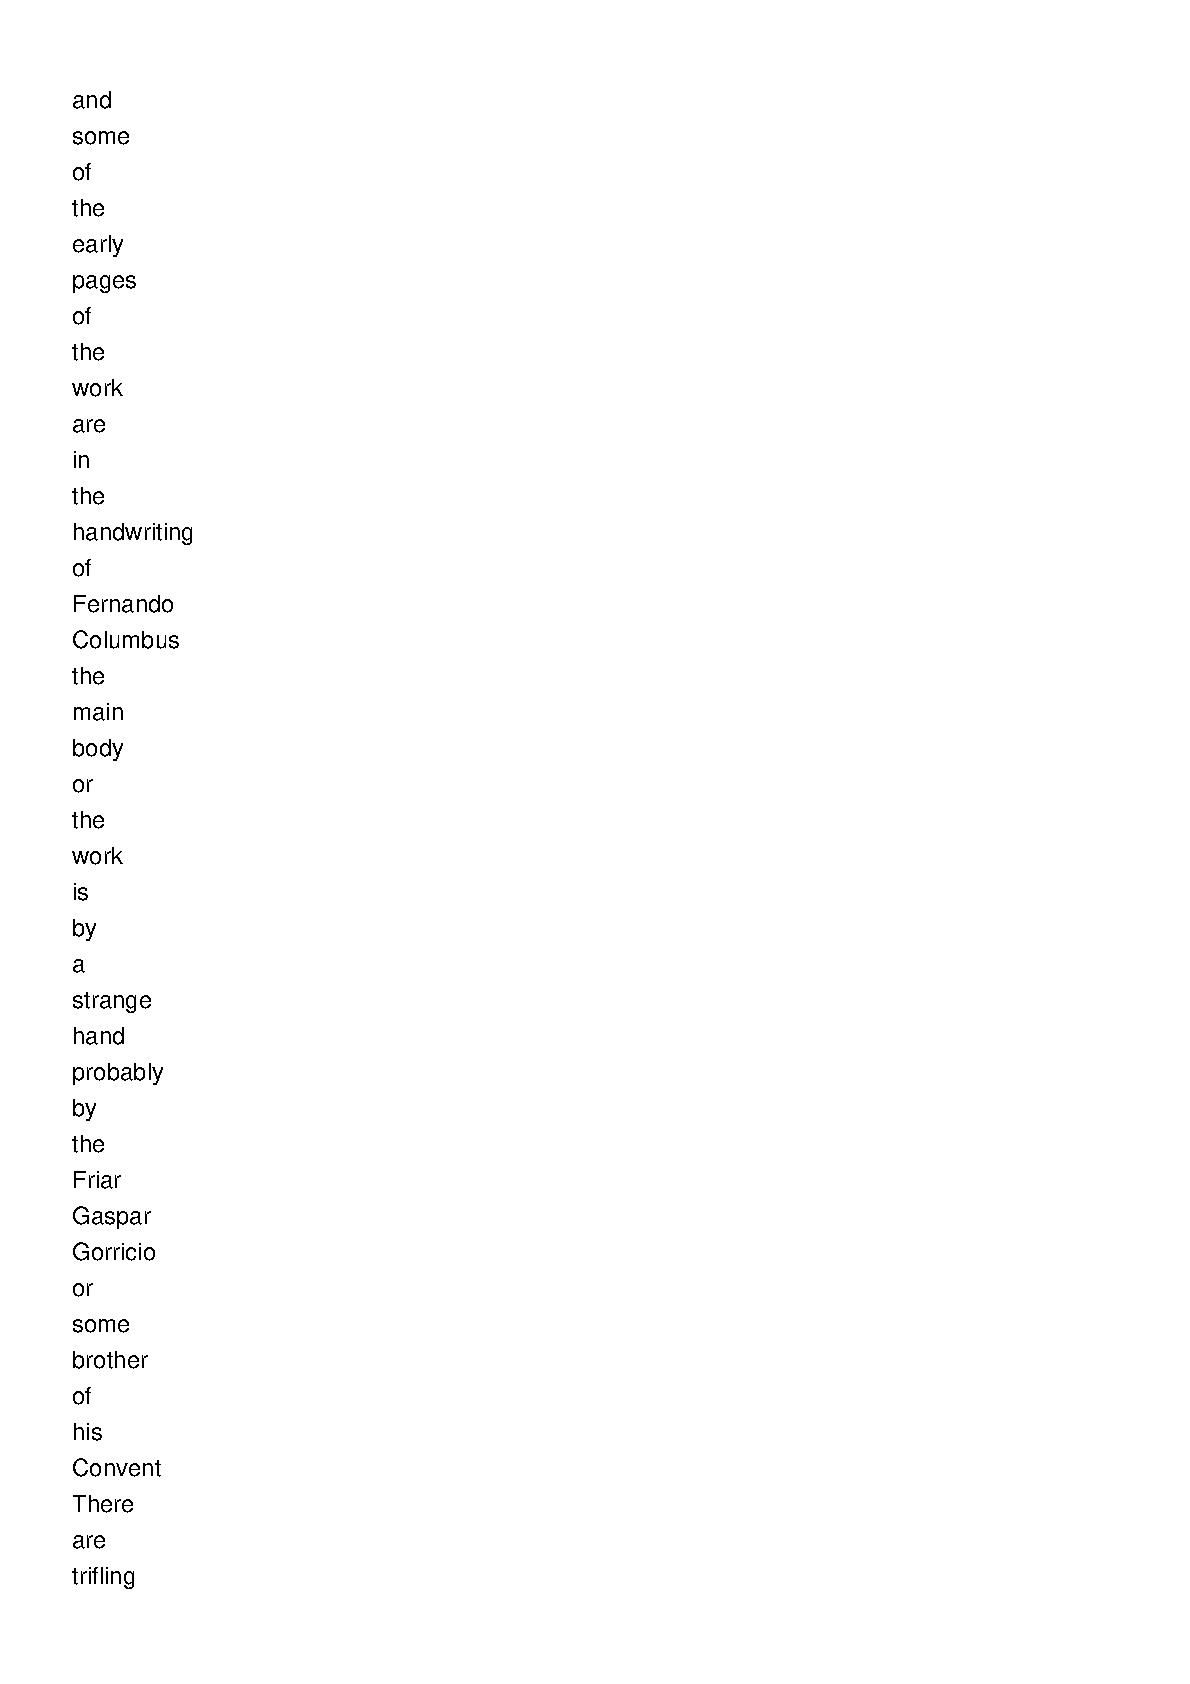 and
some
of
the
early
pages
of
the
work
are
in
the
handwriting
of
Fernando
Columbus
the
main
body
or
the
work
is
by
a
strange
hand
probably
by
the
Friar
Gaspar
Gorricio
or
some
brother
of
his
Convent
There
are
trifling